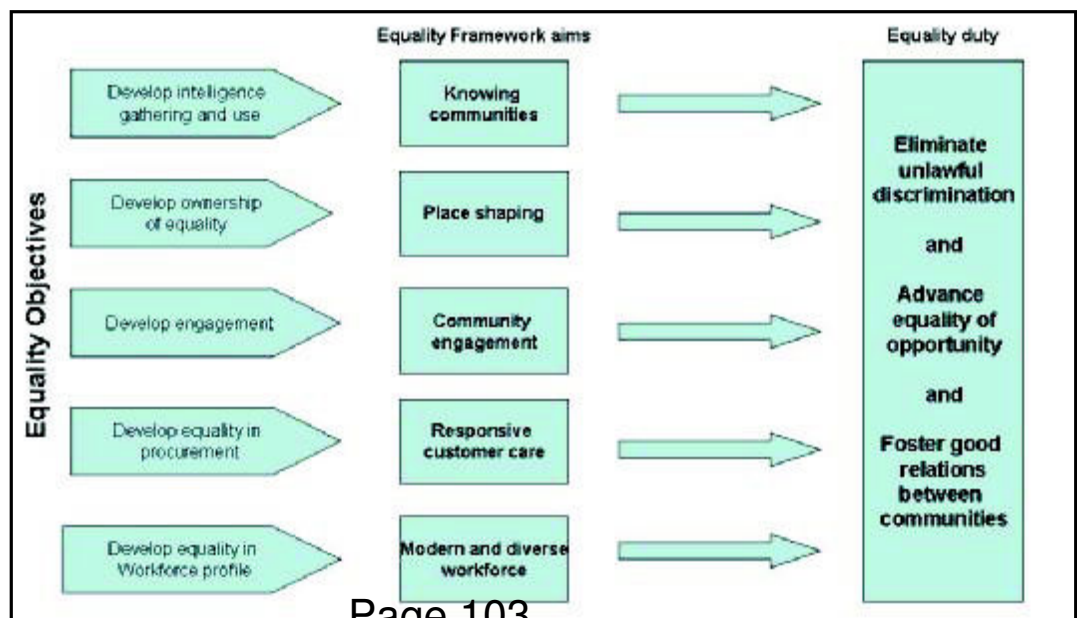 Equality Framework aims
Equality duty
Equality Objectives
Develop intelligence
gathering and use
Knowing
communities
Develop ownership
of equality
Place shaping
Develop engagement
Community
engagement
Develop equality in
procurement
Responsive
customer care
Develop equality in
Workforce profile
Modern and diverse
workforce
Eliminate
unlawful
discrimination
and
Advance
equality of
opportunity
and
Foster good
relations
between
communities
Page 103